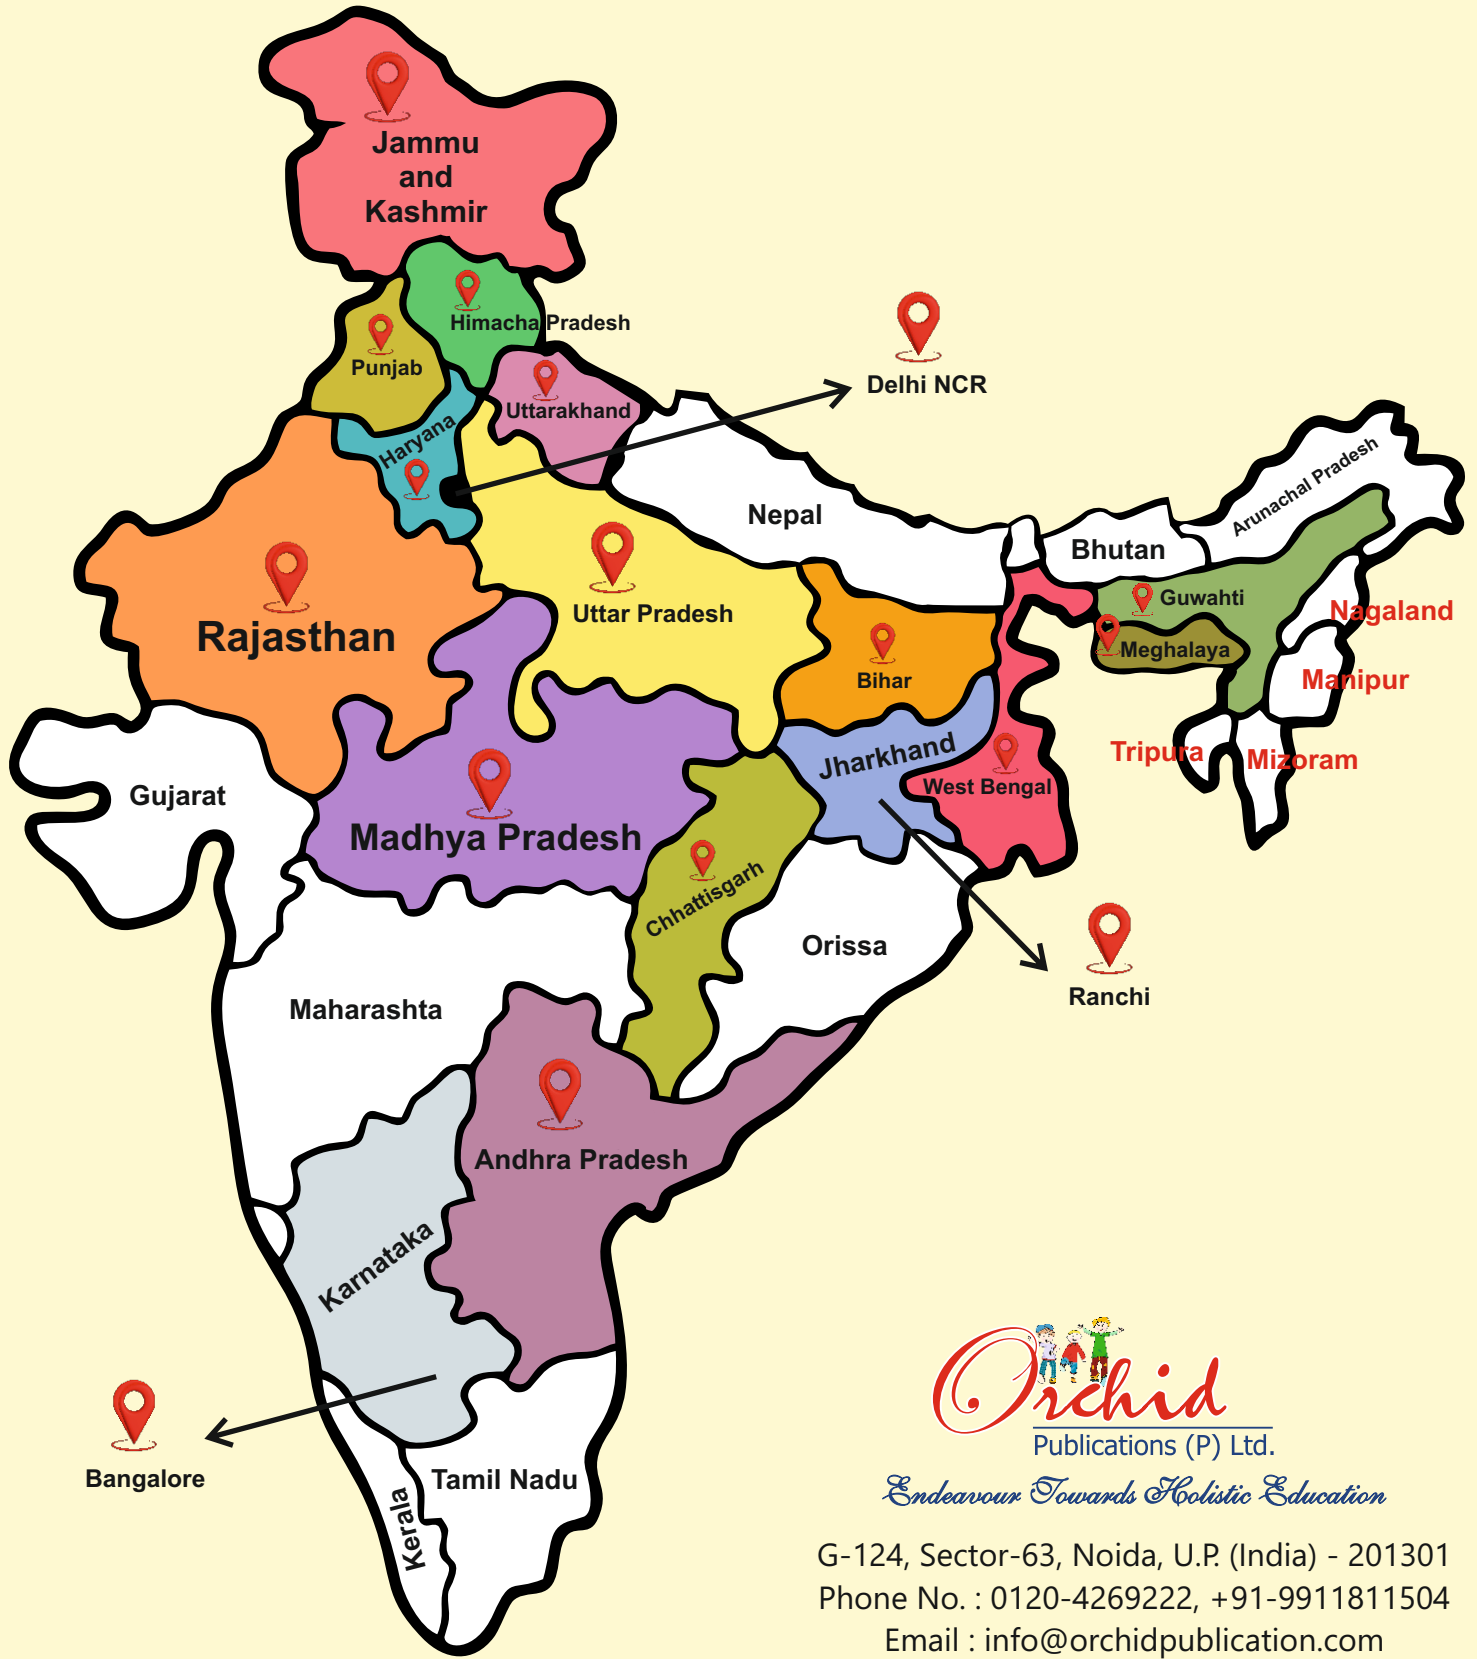 Jammu
and
Kashmir
Himacha Pradesh
Punjab
Uttarakhand
Haryana
Delhi NCR
Nepal
Arunachal Pradesh
Bhutan
Rajasthan
Uttar Pradesh
Guwahti
Nagaland
Meghalaya
Bihar
Manipur
Jharkhand
Tripura
Mizoram
West Bengal
Gujarat
Madhya Pradesh
Chhattisgarh
Orissa
Ranchi
Maharashta
Andhra Pradesh
Karnataka
Bangalore
Tamil Nadu
Kerala
Orchid
Publications (P) Ltd.
Endeavour Towards Holistic Education
G-124, Sector-63, Noida, U.P. (India) - 201301
Phone No. : 0120-4269222, +91-9911811504
Email : info@orchidpublication.com